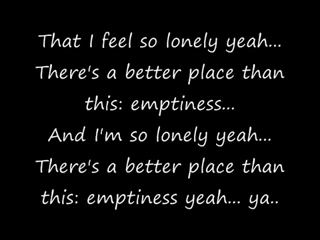 That I feel so lonely yeah...
There's a better place than
this: emptiness...
And I'm so lonely yeah...
There's a better place than
this: emptiness yeah... ya..